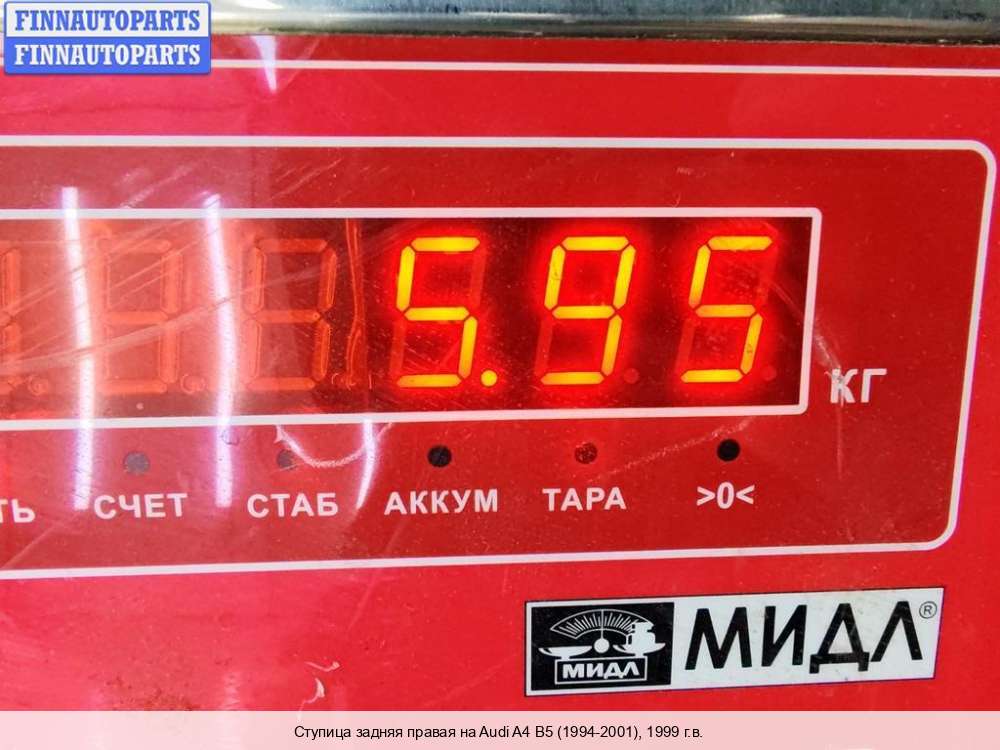 FINNAUTOPARTS
FINNAUTOPARTS
5.95
КГ
ТЬ СЧЕТ СТАБ АККУМ ТАРА >0<
МИДЛ МИДЛ®
Ступица задняя правая на Audi A4 B5 (1994-2001), 1999 г.в.